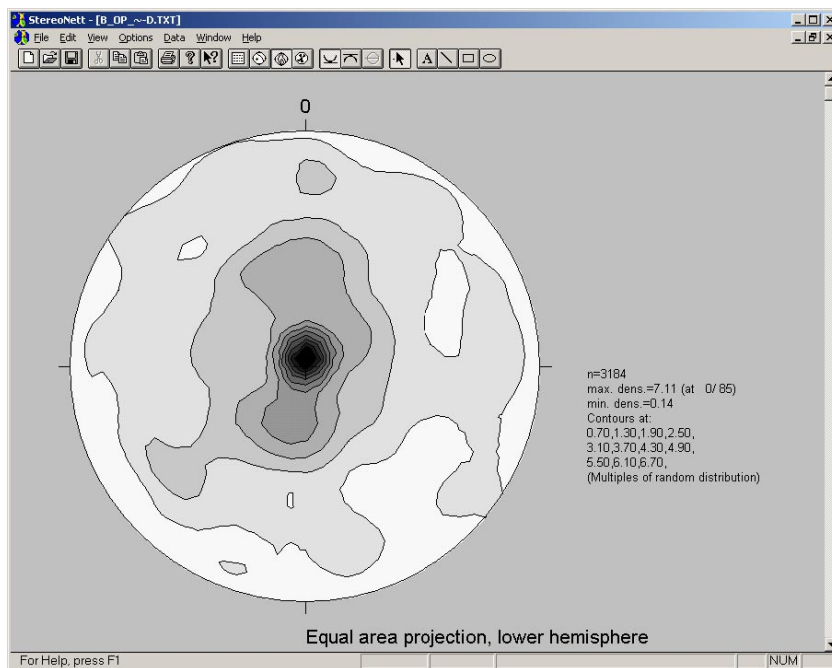 StereoNett - [B_OP_~-D.TXT]
File Edit View Options Data Window Help
A
0
n=3184
max. dens.=7.11 (at 0/ 85)
min. dens.=0.14
Contours at:
0.70,1.30,1.90,2.50,
3.10,3.70,4.30,4.90,
5.50,6.10,6.70,
(Multiples of random distribution)
Equal area projection, lower hemisphere
For Help, press F1
NUM